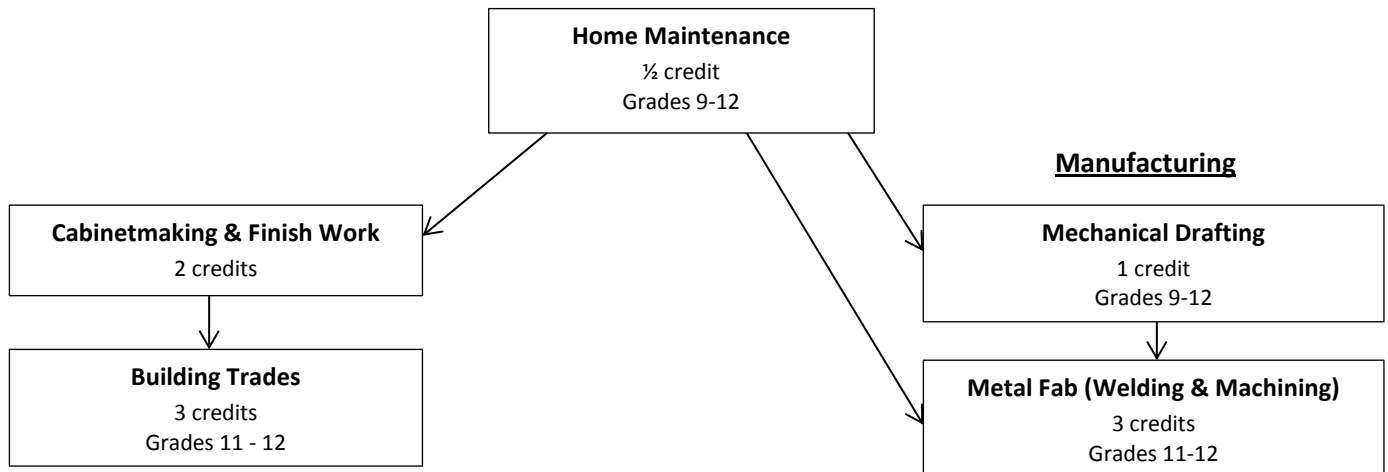 Home Maintenance
½ credit
Grades 9-12
Manufacturing
Cabinetmaking & Finish Work
2 credits
Mechanical Drafting
1 credit
Grades 9-12
Building Trades
3 credits
Grades 11 - 12
Metal Fab (Welding & Machining)
3 credits
Grades 11-12